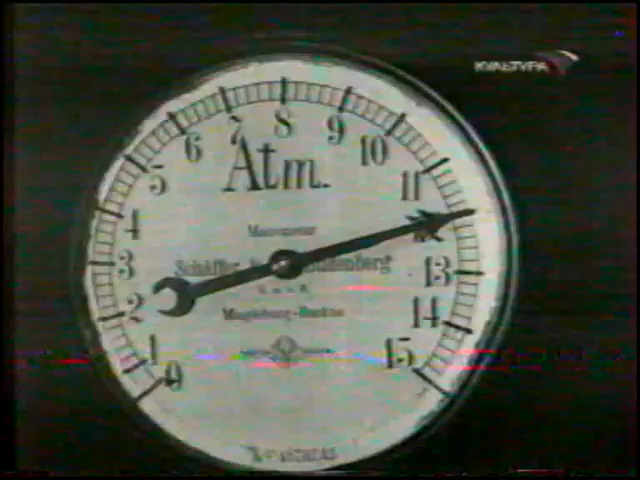 КУЛЬТУРА
0 1 2 3 4 5 6 7 8 9 10 11 13 14 15
Atm.
Manometer
Schäffer Budenberg
Magdeburg-Buckau